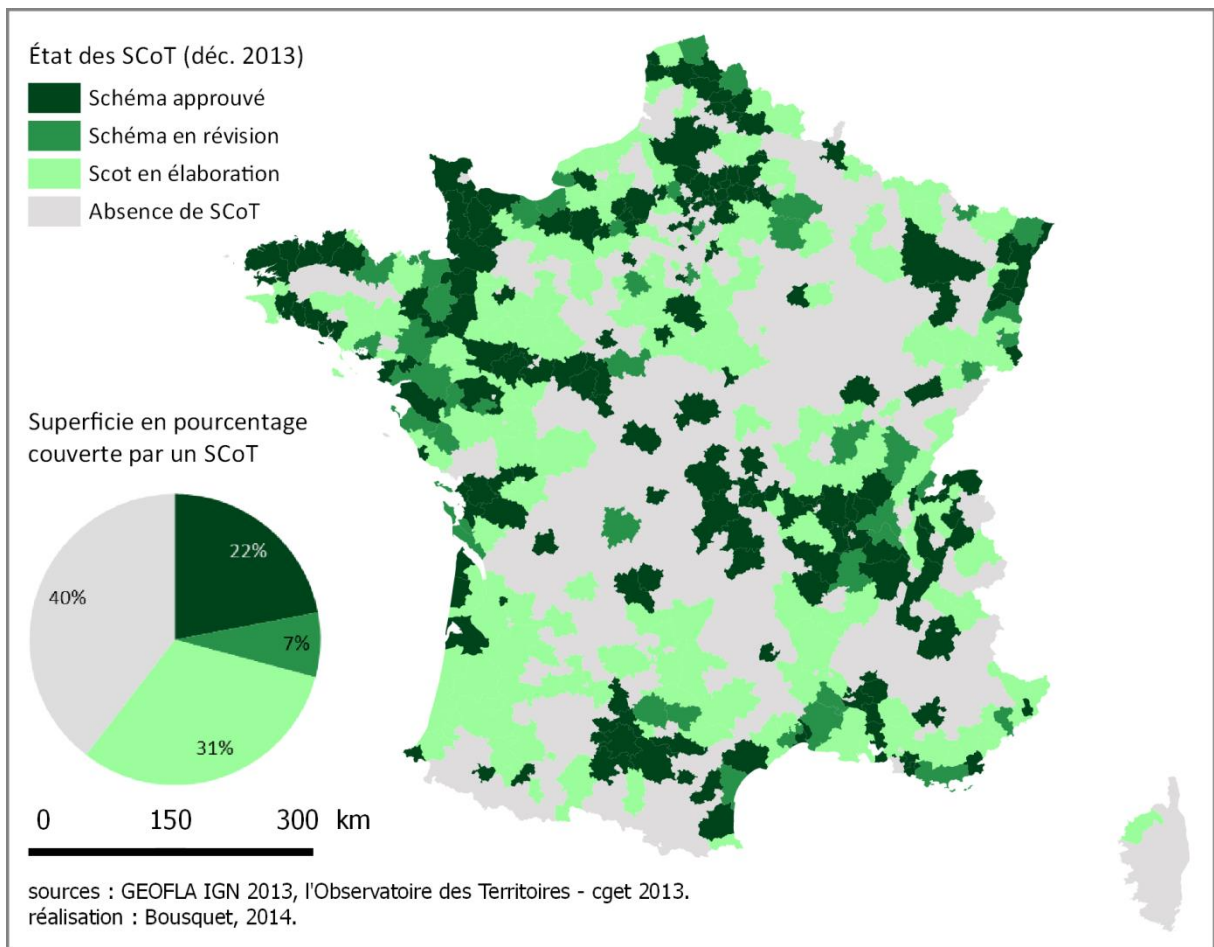 État des SCoT (déc. 2013)
Schéma approuvé
Schéma en révision
Scot en élaboration
Absence de SCoT
Superficie en pourcentage
couverte par un SCoT
22%
40%
7%
31%
0 150 300 km
sources : GEOFLA IGN 2013, l'Observatoire des Territoires - cget 2013.
réalisation : Bousquet, 2014.